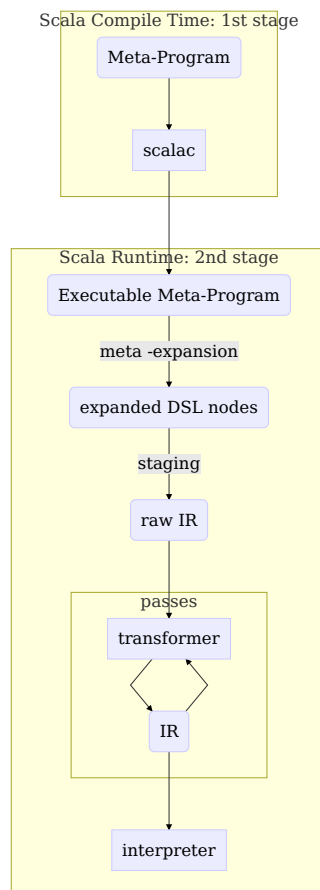 Scala Compile Time: 1st stage
Meta-Program
scalac
Scala Runtime: 2nd stage
Executable Meta-Program
meta -expansion
expanded DSL nodes
staging
raw IR
passes
transformer
IR
interpreter